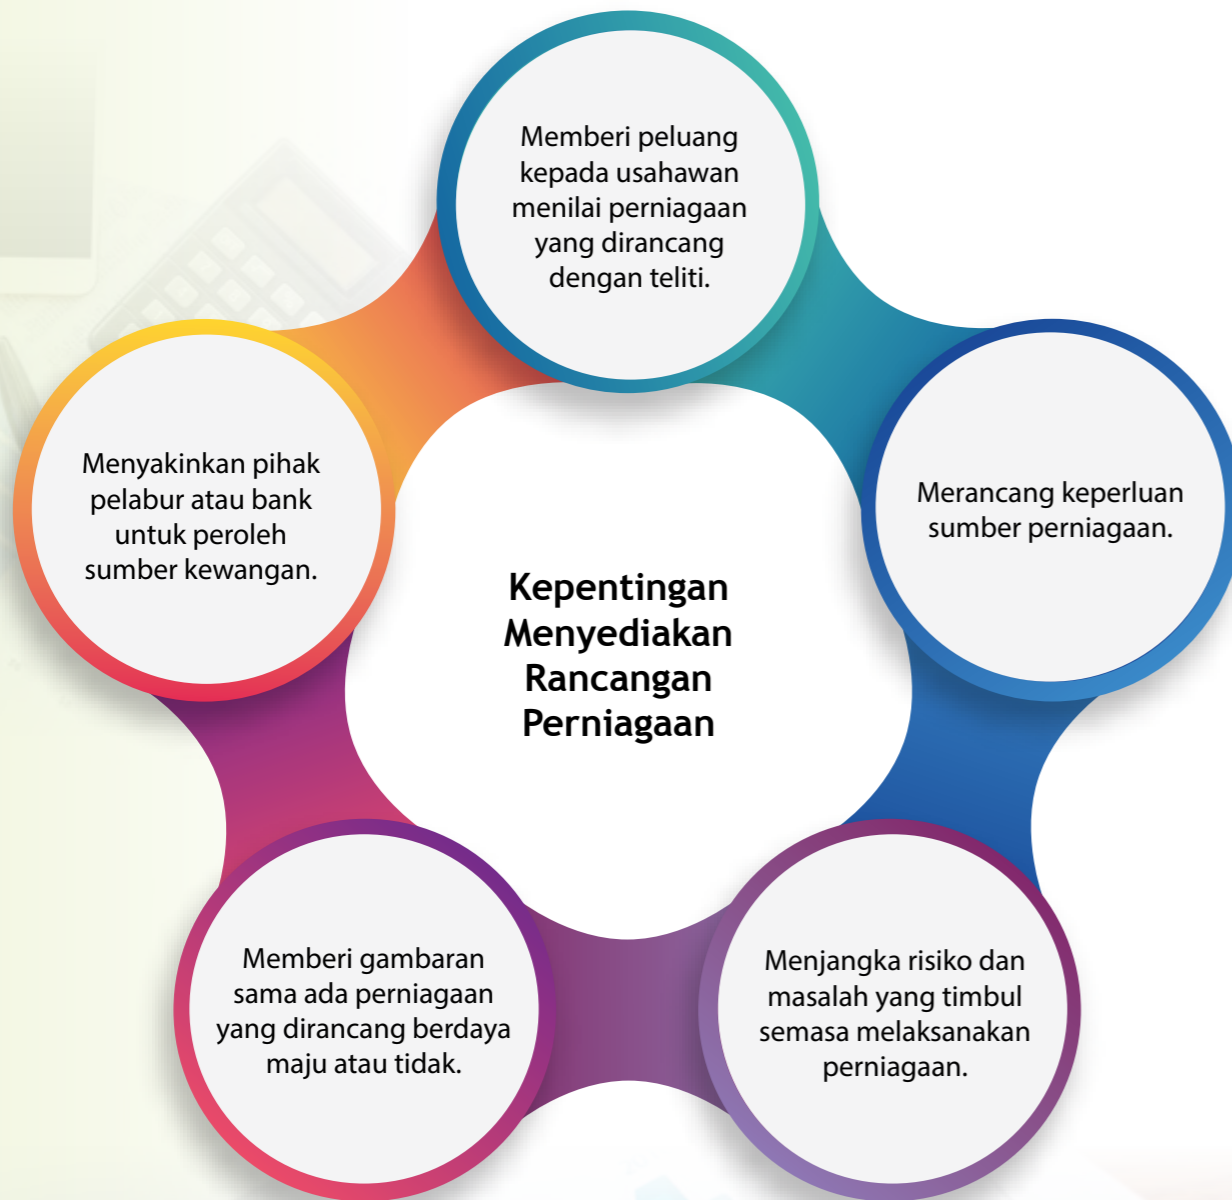 Memberi peluang
kepada usahawan
menilai perniagaan
yang dirancang
dengan teliti.
Menyakinkan pihak
pelabur atau bank
untuk peroleh
sumber kewangan.
Merancang keperluan
sumber perniagaan.
Kepentingan
Menyediakan
Rancangan
Perniagaan
Memberi gambaran
sama ada perniagaan
yang dirancang berdaya
maju atau tidak.
Menjangka risiko dan
masalah yang timbul
semasa melaksanakan
perniagaan.